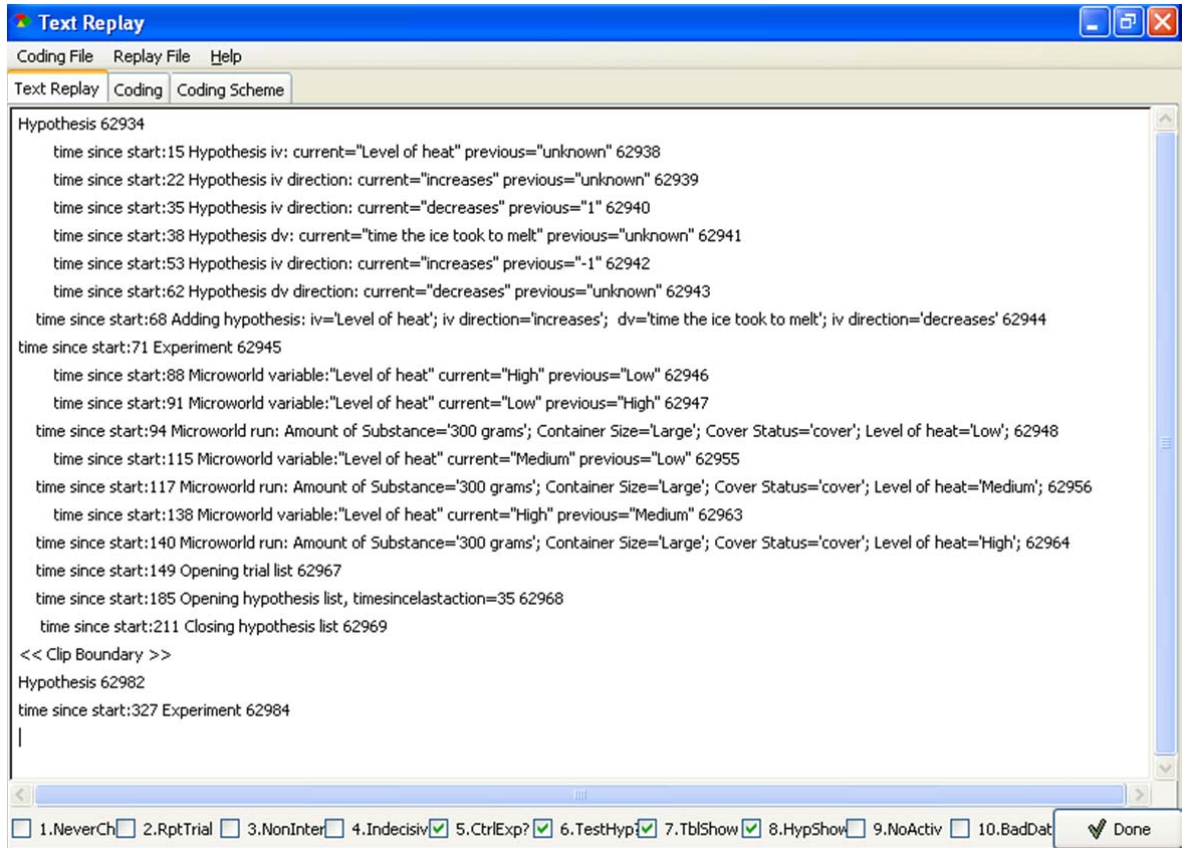 Text Replay
Coding File Replay File Help
Text Replay Coding Coding Scheme
Hypothesis 62934
time since start:15 Hypothesis iv: current="Level of heat" previous="unknown" 62938
time since start:22 Hypothesis iv direction: current="increases" previous="unknown" 62939
time since start:35 Hypothesis iv direction: current="decreases" previous="1" 62940
time since start:38 Hypothesis dv: current="time the ice took to melt" previous="unknown" 62941
time since start:53 Hypothesis iv direction: current="increases" previous="-1" 62942
time since start:62 Hypothesis dv direction: current="decreases" previous="unknown" 62943
time since start:68 Adding hypothesis: iv='Level of heat'; iv direction='increases'; dv='time the ice took to melt'; iv direction='decreases' 62944
time since start:71 Experiment 62945
time since start:88 Microworld variable:"Level of heat" current="High" previous="Low" 62946
time since start:91 Microworld variable:"Level of heat" current="Low" previous="High" 62947
time since start:94 Microworld run: Amount of Substance='300 grams'; Container Size='Large'; Cover Status='cover'; Level of heat='Low'; 62948
time since start:115 Microworld variable:"Level of heat" current="Medium" previous="Low" 62955
time since start:117 Microworld run: Amount of Substance='300 grams'; Container Size='Large'; Cover Status='cover'; Level of heat='Medium'; 62956
time since start:138 Microworld variable:"Level of heat" current="High" previous="Medium" 62963
time since start:140 Microworld run: Amount of Substance='300 grams'; Container Size='Large'; Cover Status='cover'; Level of heat='High'; 62964
time since start:149 Opening trial list 62967
time since start:185 Opening hypothesis list, timesincelastaction=35 62968
time since start:211 Closing hypothesis list 62969
<< Clip Boundary >>
Hypothesis 62982
time since start:327 Experiment 62984
1.NeverCh 2.RptTrial 3.NonInter 4.Indecisiv 5.CtrlExp? 6.TestHyp? 7.TblShow 8.HypShow 9.NoActiv 10.BadDat Done